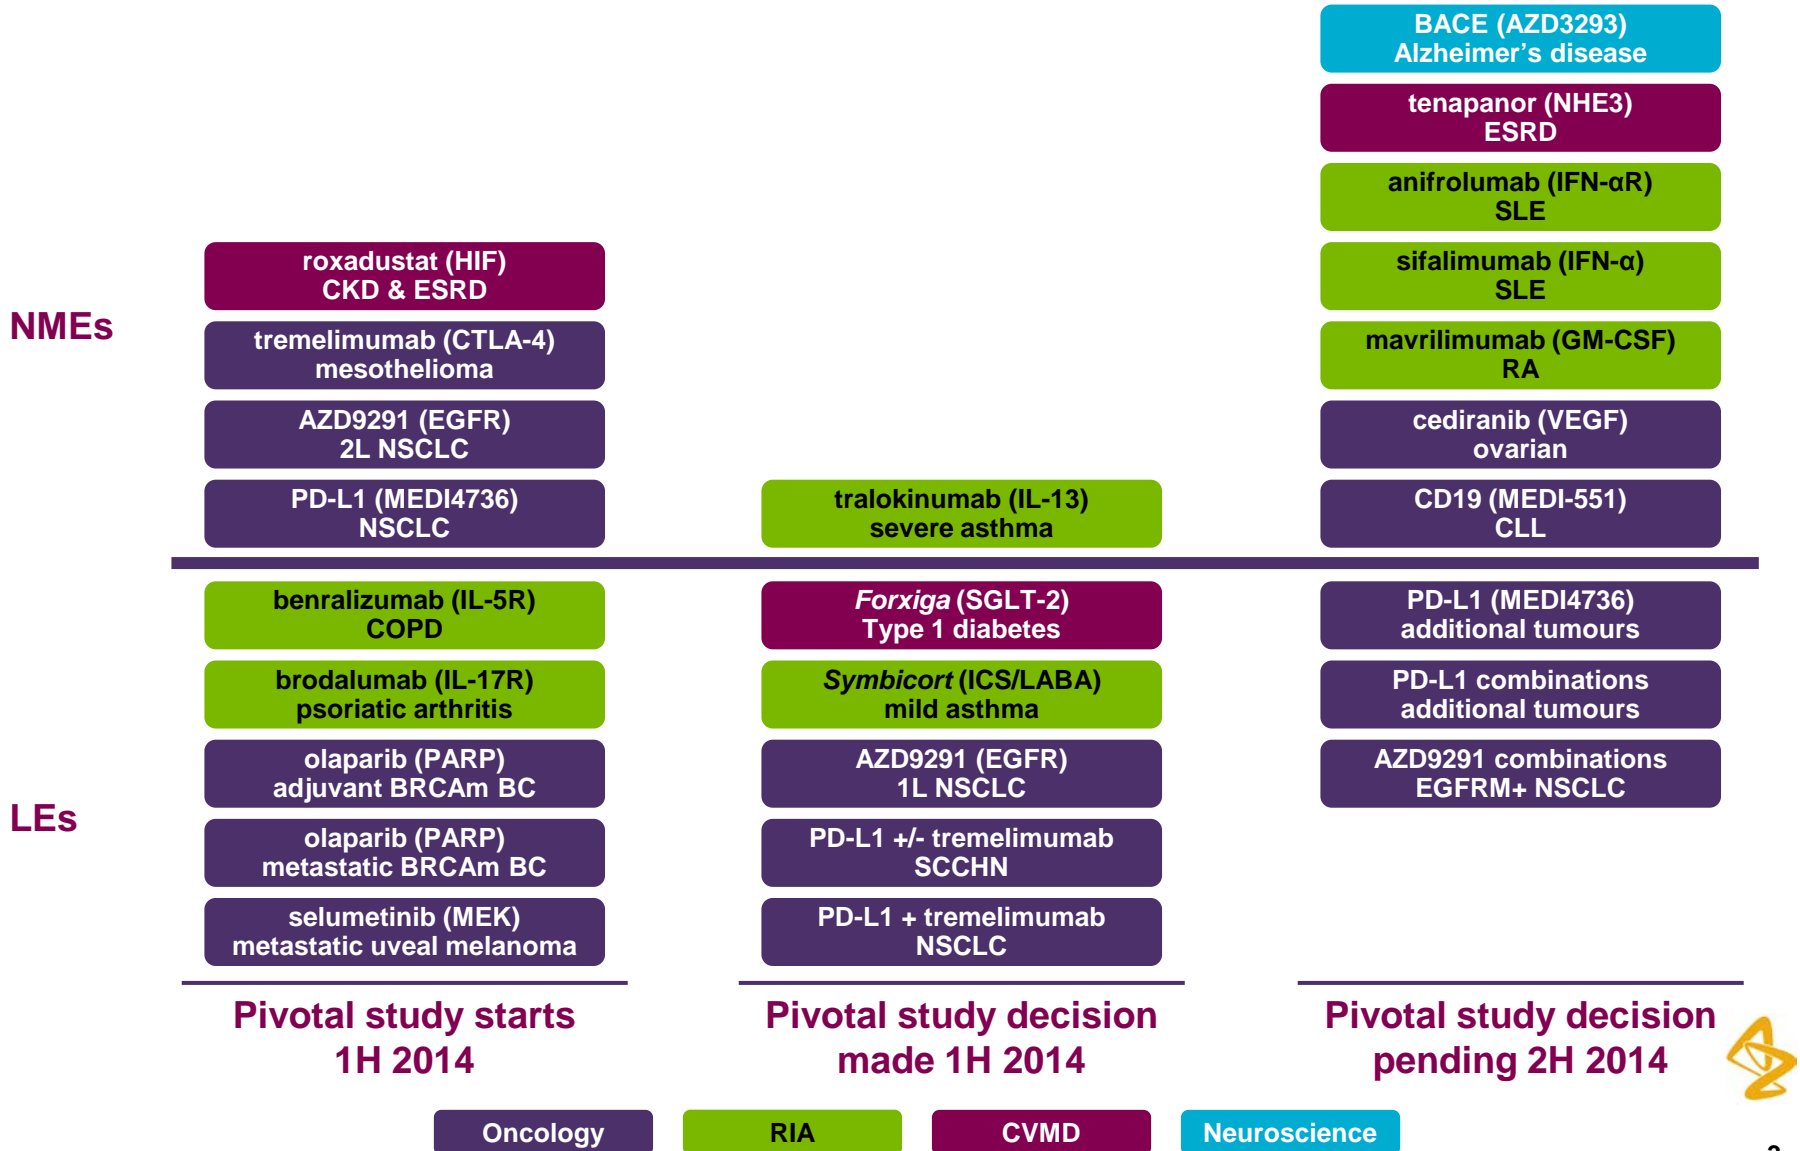 NMEs
roxadustat (HIF)
CKD & ESRD
tremelimumab (CTLA-4)
mesothelioma
AZD9291 (EGFR)
2L NSCLC
PD-L1 (MEDI4736)
NSCLC
tralokinumab (IL-13)
severe asthma
BACE (AZD3293)
Alzheimer's disease
tenapanor (NHE3)
ESRD
anifrolumab (IFN-αR)
SLE
sifalimumab (IFN-α)
SLE
mavrilimumab (GM-CSF)
RA
cediranib (VEGF)
ovarian
CD19 (MEDI-551)
CLL
LEs
benralizumab (IL-5R)
COPD
brodalumab (IL-17R)
psoriatic arthritis
olaparib (PARP)
adjuvant BRCAm BC
olaparib (PARP)
metastatic BRCAm BC
selumetinib (MEK)
metastatic uveal melanoma
Forxiga (SGLT-2)
Type 1 diabetes
Symbicort (ICS/LABA)
mild asthma
AZD9291 (EGFR)
1L NSCLC
PD-L1 +/- tremelimumab
SCCHN
PD-L1 + tremelimumab
NSCLC
PD-L1 (MEDI4736)
additional tumours
PD-L1 combinations
additional tumours
AZD9291 combinations
EGFRM+ NSCLC
Pivotal study starts
1H 2014
Pivotal study decision
made 1H 2014
Pivotal study decision
pending 2H 2014
Oncology
RIA
CVMD
Neuroscience